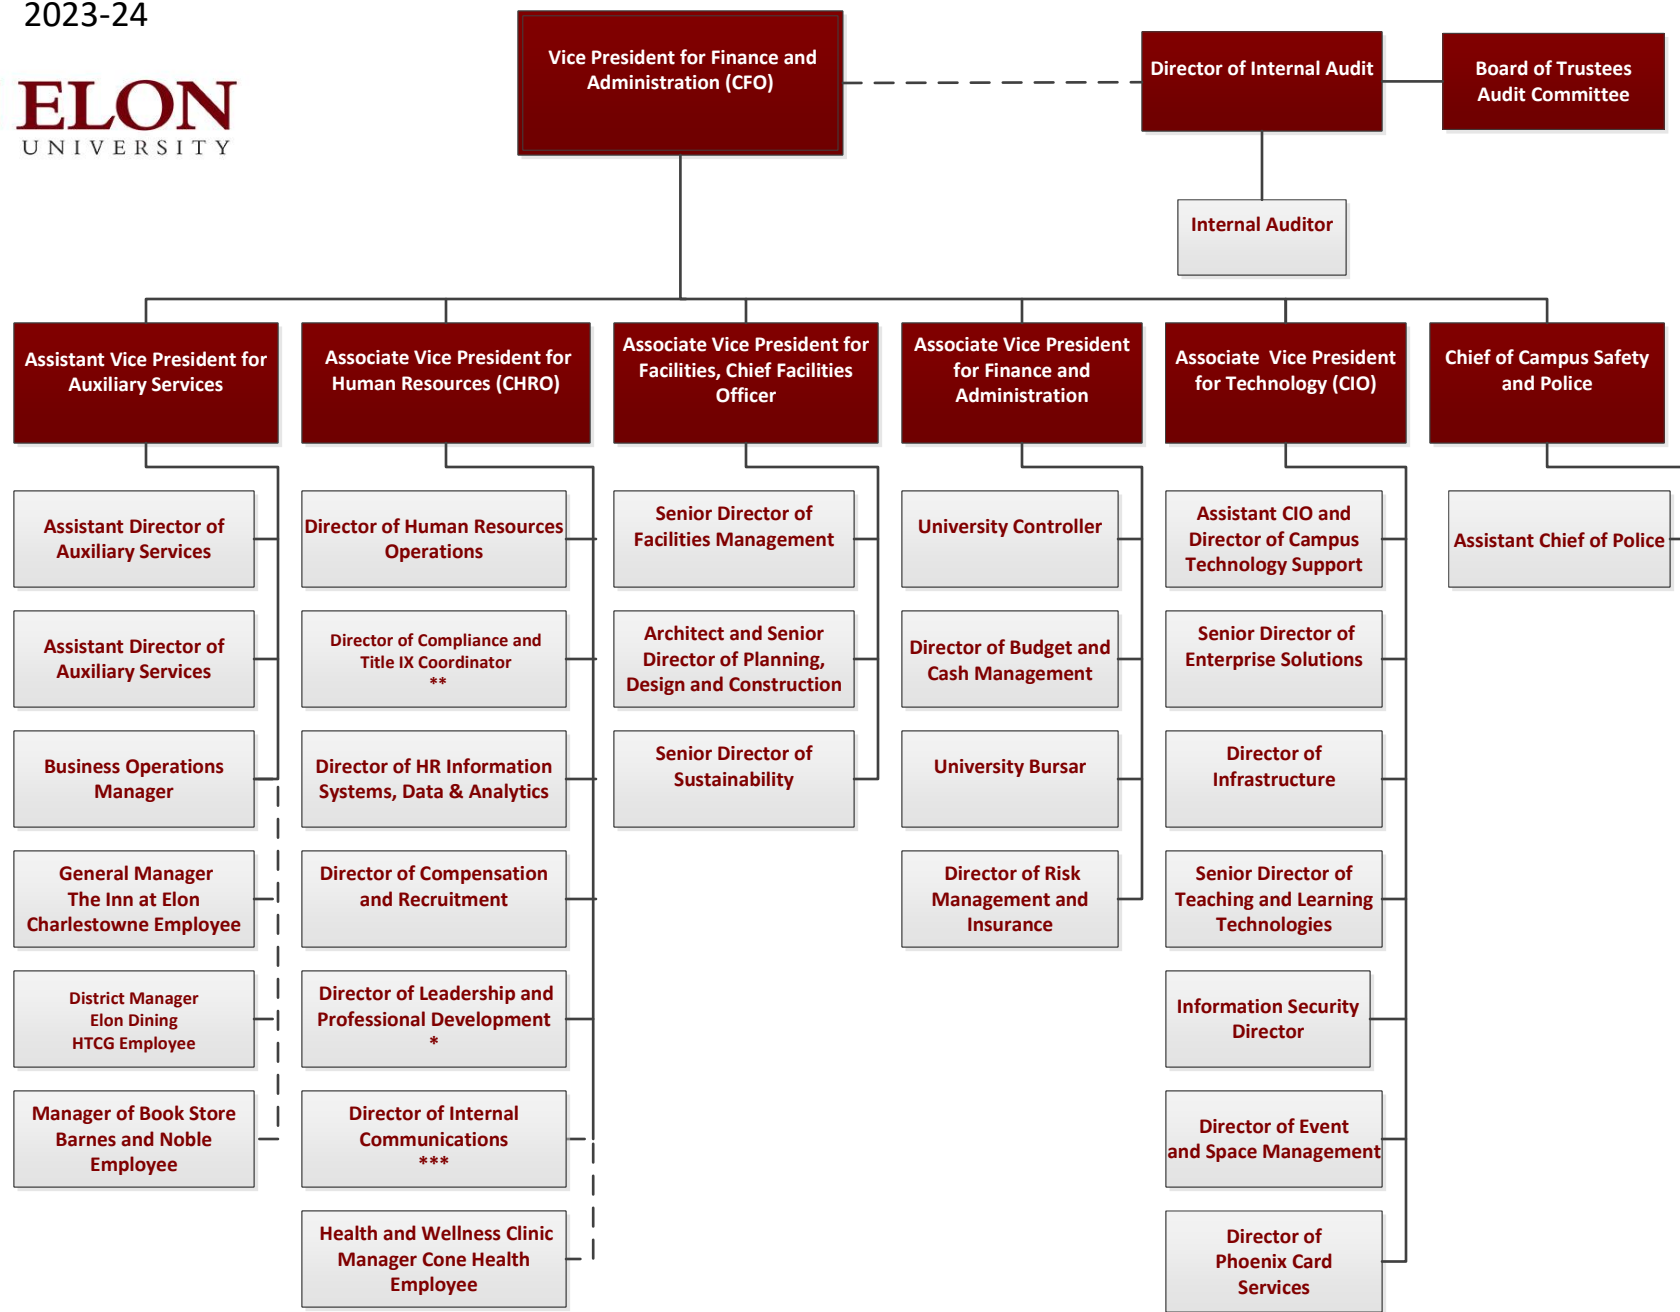 2023-24
ELON
UNIVERSITY
Vice President for Finance and
Administration (CFO)
Director of Internal Audit
Board of Trustees
Audit Committee
Internal Auditor
Assistant Vice President for
Auxiliary Services
Associate Vice President for
Human Resources (CHRO)
Associate Vice President for
Facilities, Chief Facilities
Officer
Associate Vice President
for Finance and
Administration
Associate  Vice President
for Technology (CIO)
Chief of Campus Safety
and Police
Assistant Director of
Auxiliary Services
Assistant Director of
Auxiliary Services
Business Operations
Manager
General Manager
The Inn at Elon
Charlestowne Employee
District Manager
Elon Dining
HTCG Employee
Manager of Book Store
Barnes and Noble
Employee
Director of Human Resources
Operations
Director of Compliance and
Title IX Coordinator
**
Director of HR Information
Systems, Data & Analytics
Director of Compensation
and Recruitment
Director of Leadership and
Professional Development
*
Director of Internal
Communications
***
Health and Wellness Clinic
Manager Cone Health
Employee
Senior Director of
Facilities Management
Architect and Senior
Director of Planning,
Design and Construction
Senior Director of
Sustainability
University Controller
Director of Budget and
Cash Management
University Bursar
Director of Risk
Management and
Insurance
Assistant CIO and
Director of Campus
Technology Support
Senior Director of
Enterprise Solutions
Director of
Infrastructure
Senior Director of
Teaching and Learning
Technologies
Information Security
Director
Director of Event
and Space Management
Director of
Phoenix Card
Services
Assistant Chief of Police